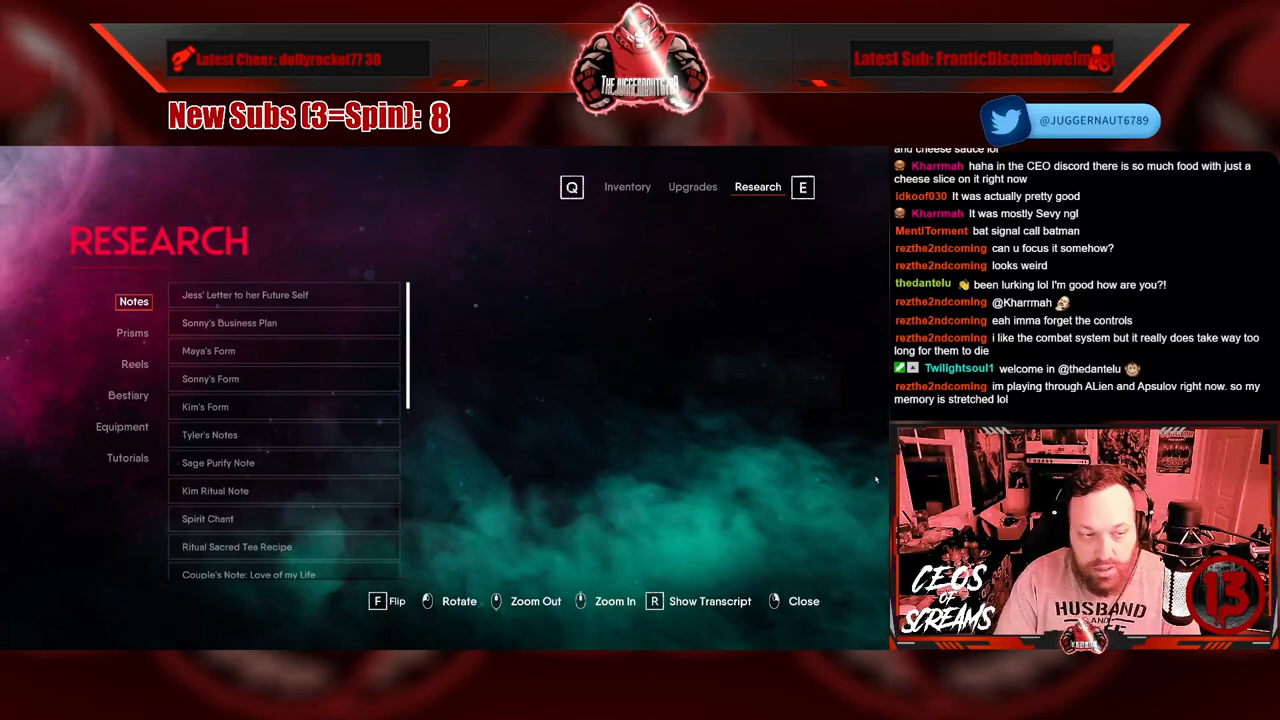 Latest Cheer: dollyrocket77 30
THEJUGGERNAUT6789
Latest Sub: FranticDisembowelment
New Subs (3=Spin): 8
@JUGGERNAUT6789
Q
Inventory
Upgrades
Research
E
RESEARCH
Notes
Prisms
Reels
Bestiary
Equipment
Tutorials
Jess' Letter to her Future Self
Sonny's Business Plan
Maya's Form
Sonny's Form
Kim's Form
Tyler's Notes
Sage Purify Note
Kim Ritual Note
Spirit Chant
Ritual Sacred Tea Recipe
Couple's Note: Love of my Life
F Flip
Rotate
Zoom Out
Zoom In
R Show Transcript
Close
and cheese sauce lol
Kharrmah haha in the CEO discord there is so much food with just a
cheese slice on it right now
idkoof030 It was actually pretty good
Kharrmah It was mostly Sevy ngl
MentlTorment bat signal call batman
rezthe2ndcoming can u focus it somehow?
rezthe2ndcoming looks weird
thedantelu been lurking lol I'm good how are you?!
rezthe2ndcoming @Kharrmah
rezthe2ndcoming eah imma forget the controls
rezthe2ndcoming i like the combat system but it really does take way too
long for them to die
Twilightsoul1 welcome in @thedantelu
rezthe2ndcoming im playing through ALien and Apsulov right now. so my
memory is stretched lol
CEOS
OF
SCREAMS
HUSBAND
AND
13